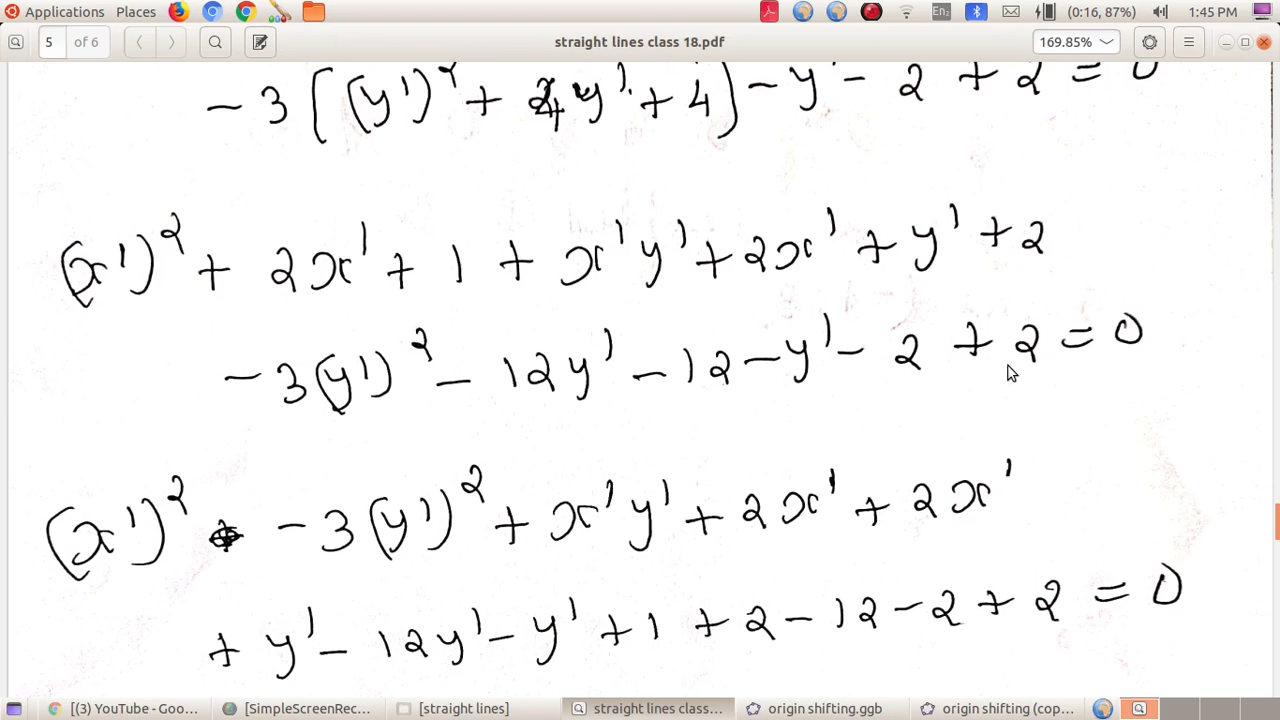 Applications Places En₂ (0:16, 87%) 1:45 PM
5 of 6 straight lines class 18.pdf 169.85%
- 3 [(y')² + 4y' + 4] - y' - 2 + 2 = 0
(x')² + 2x' + 1 + x'y' + 2x' + y' + 2
- 3(y')² - 12y' - 12 - y' - 2 + 2 = 0
(x')² - 3(y')² + x'y' + 2x' + 2x'
+ y' - 12y' - y' + 1 + 2 - 12 - 2 + 2 = 0
[(3) YouTube - Goo... [SimpleScreenRec... [straight lines] straight lines class... origin shifting.ggb origin shifting (cop...